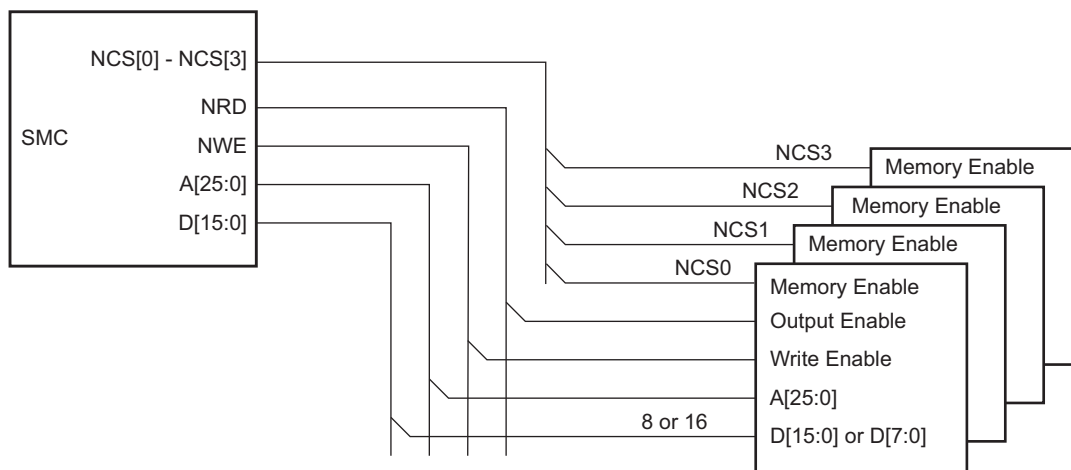 NCS[0] - NCS[3]
NRD
SMC
NWE
A[25:0]
D[15:0]
NCS3
Memory Enable
NCS2
Memory Enable
NCS1
Memory Enable
NCS0
Memory Enable
Output Enable
Write Enable
A[25:0]
8 or 16
D[15:0] or D[7:0]